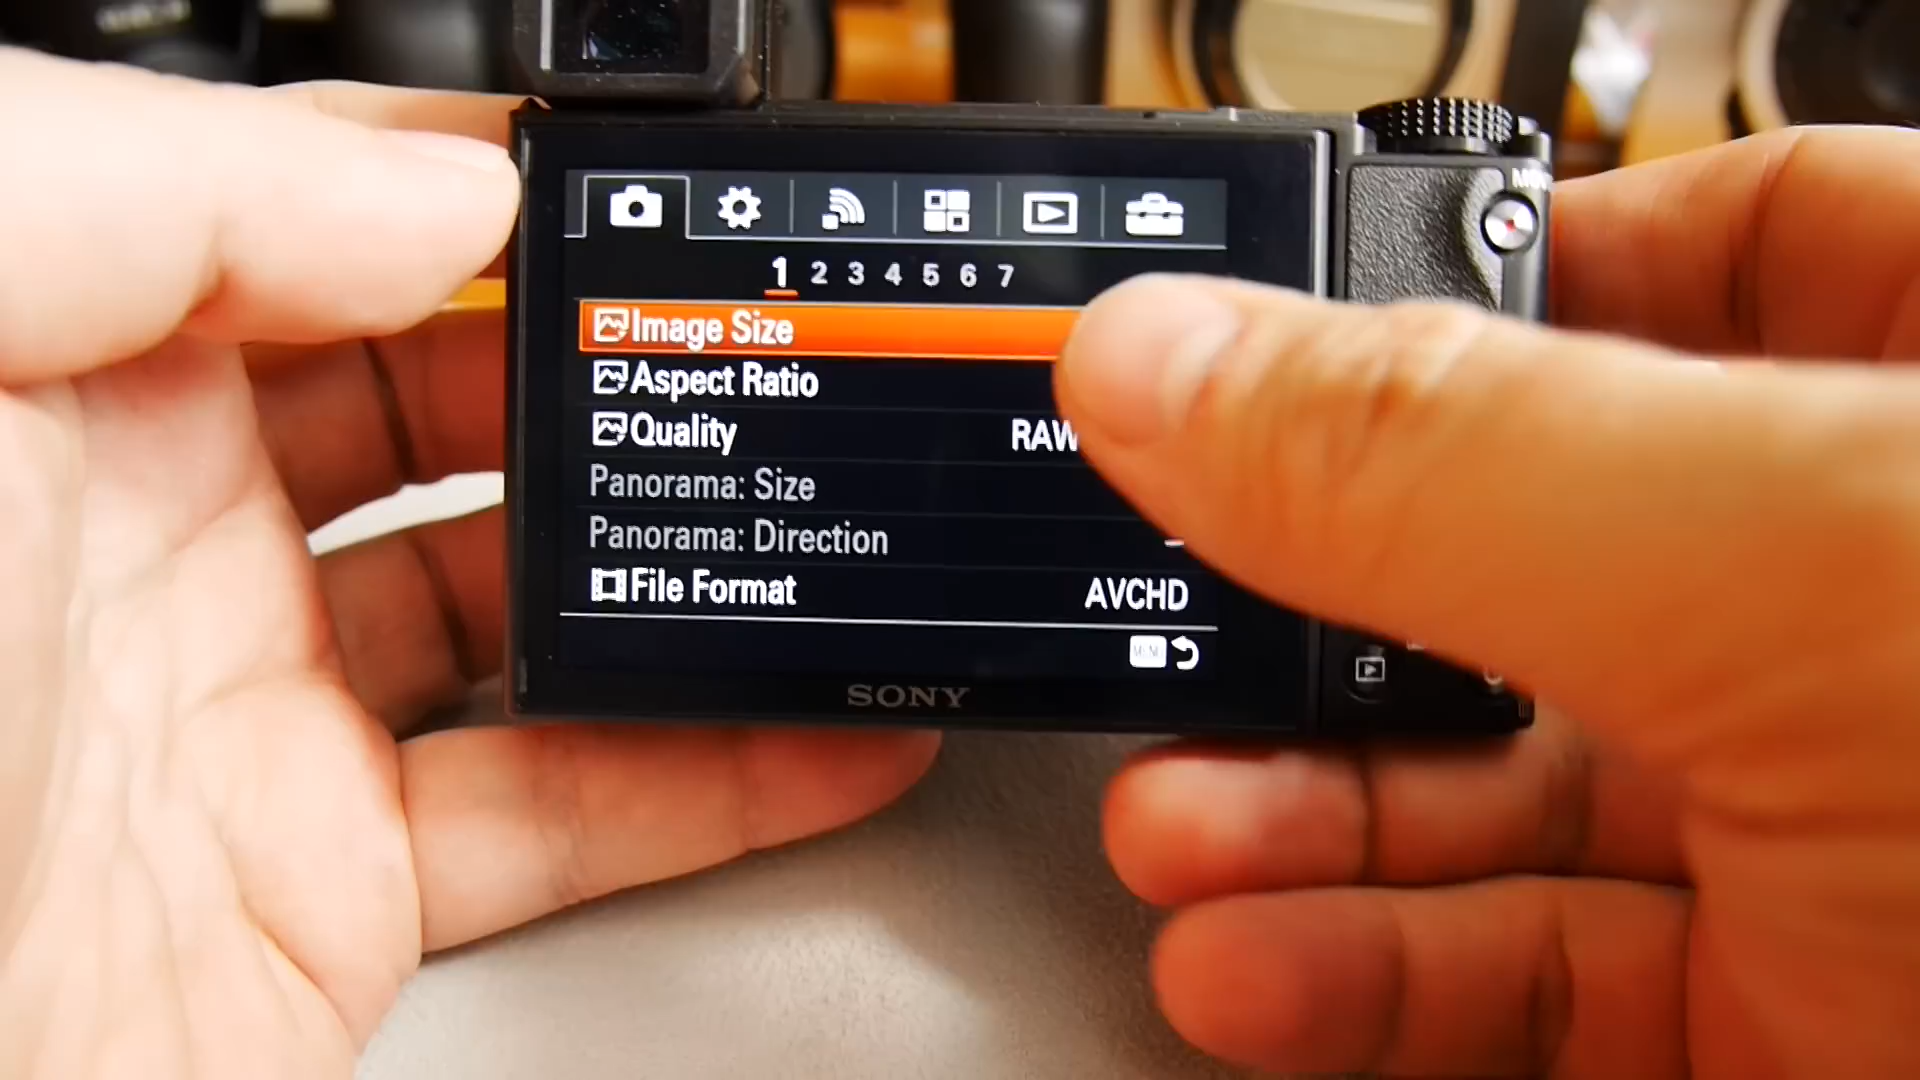 1 2 3 4 5 6 7
Image Size
Aspect Ratio
Quality RAW
Panorama: Size
Panorama: Direction –
File Format AVCHD
MENU
SONY